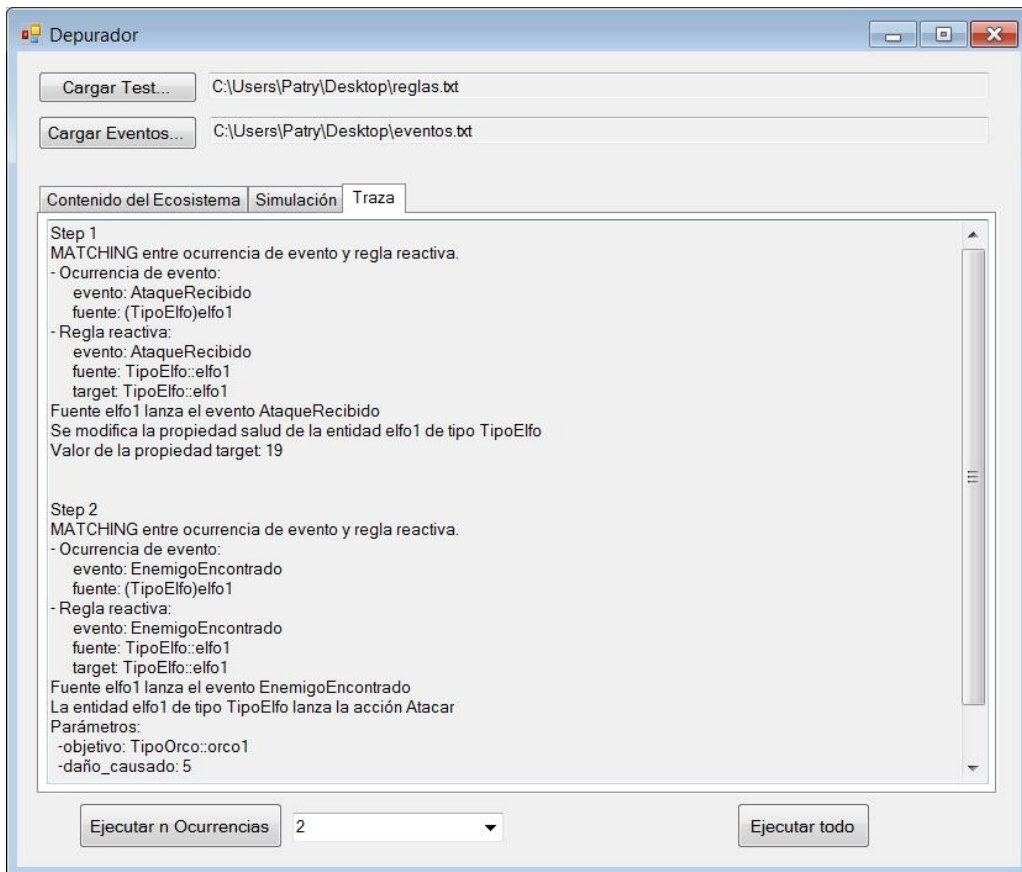 Depurador
Cargar Test... C:\Users\Patry\Desktop\reglas.txt
Cargar Eventos... C:\Users\Patry\Desktop\eventos.txt
Contenido del Ecosistema Simulación Traza
Step 1
MATCHING entre ocurrencia de evento y regla reactiva.
- Ocurrencia de evento:
evento: AtaqueRecibido
fuente: (TipoElfo)elfo1
- Regla reactiva:
evento: AtaqueRecibido
fuente: TipoElfo::elfo1
target: TipoElfo::elfo1
Fuente elfo1 lanza el evento AtaqueRecibido
Se modifica la propiedad salud de la entidad elfo1 de tipo TipoElfo
Valor de la propiedad target: 19
Step 2
MATCHING entre ocurrencia de evento y regla reactiva.
- Ocurrencia de evento:
evento: EnemigoEncontrado
fuente: (TipoElfo)elfo1
- Regla reactiva:
evento: EnemigoEncontrado
fuente: TipoElfo::elfo1
target: TipoElfo::elfo1
Fuente elfo1 lanza el evento EnemigoEncontrado
La entidad elfo1 de tipo TipoElfo lanza la acción Atacar
Parámetros:
-objetivo: TipoOrco::orco1
-daño_causado: 5
Ejecutar n Ocurrencias 2 Ejecutar todo